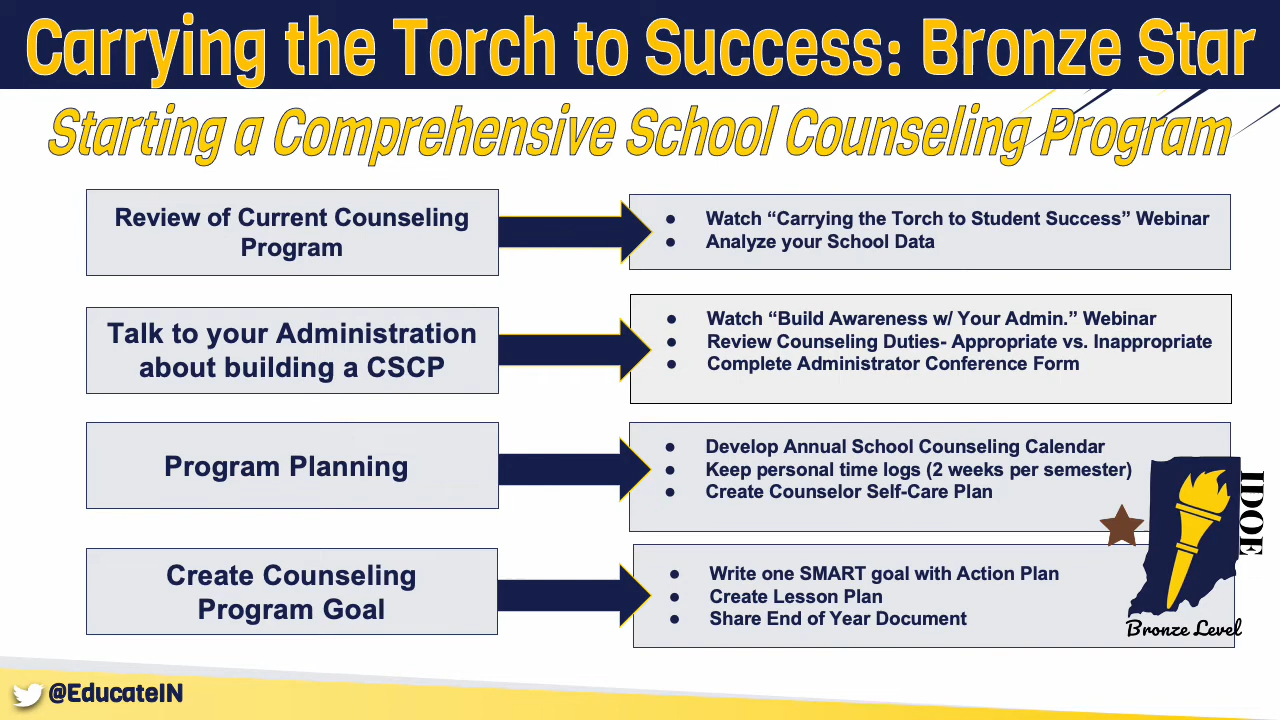 Carrying the Torch to Success: Bronze Star
Starting a Comprehensive School Counseling Program
Review of Current Counseling
Program
● Watch “Carrying the Torch to Student Success” Webinar
● Analyze your School Data
Talk to your Administration
about building a CSCP
● Watch “Build Awareness w/ Your Admin.” Webinar
● Review Counseling Duties- Appropriate vs. Inappropriate
● Complete Administrator Conference Form
Program Planning
● Develop Annual School Counseling Calendar
● Keep personal time logs (2 weeks per semester)
● Create Counselor Self-Care Plan
Create Counseling
Program Goal
● Write one SMART goal with Action Plan
● Create Lesson Plan
● Share End of Year Document
IDOE
Bronze Level
@EducateIN